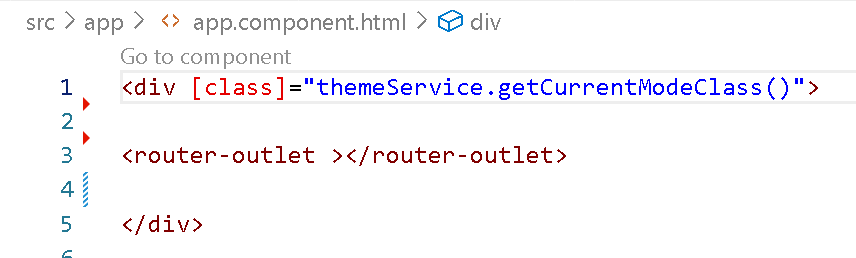 src > app > <> app.component.html > div
Go to component
1 <div [class]="themeService.getCurrentModeClass()">
2
3 <router-outlet ></router-outlet>
4
5 </div>
6